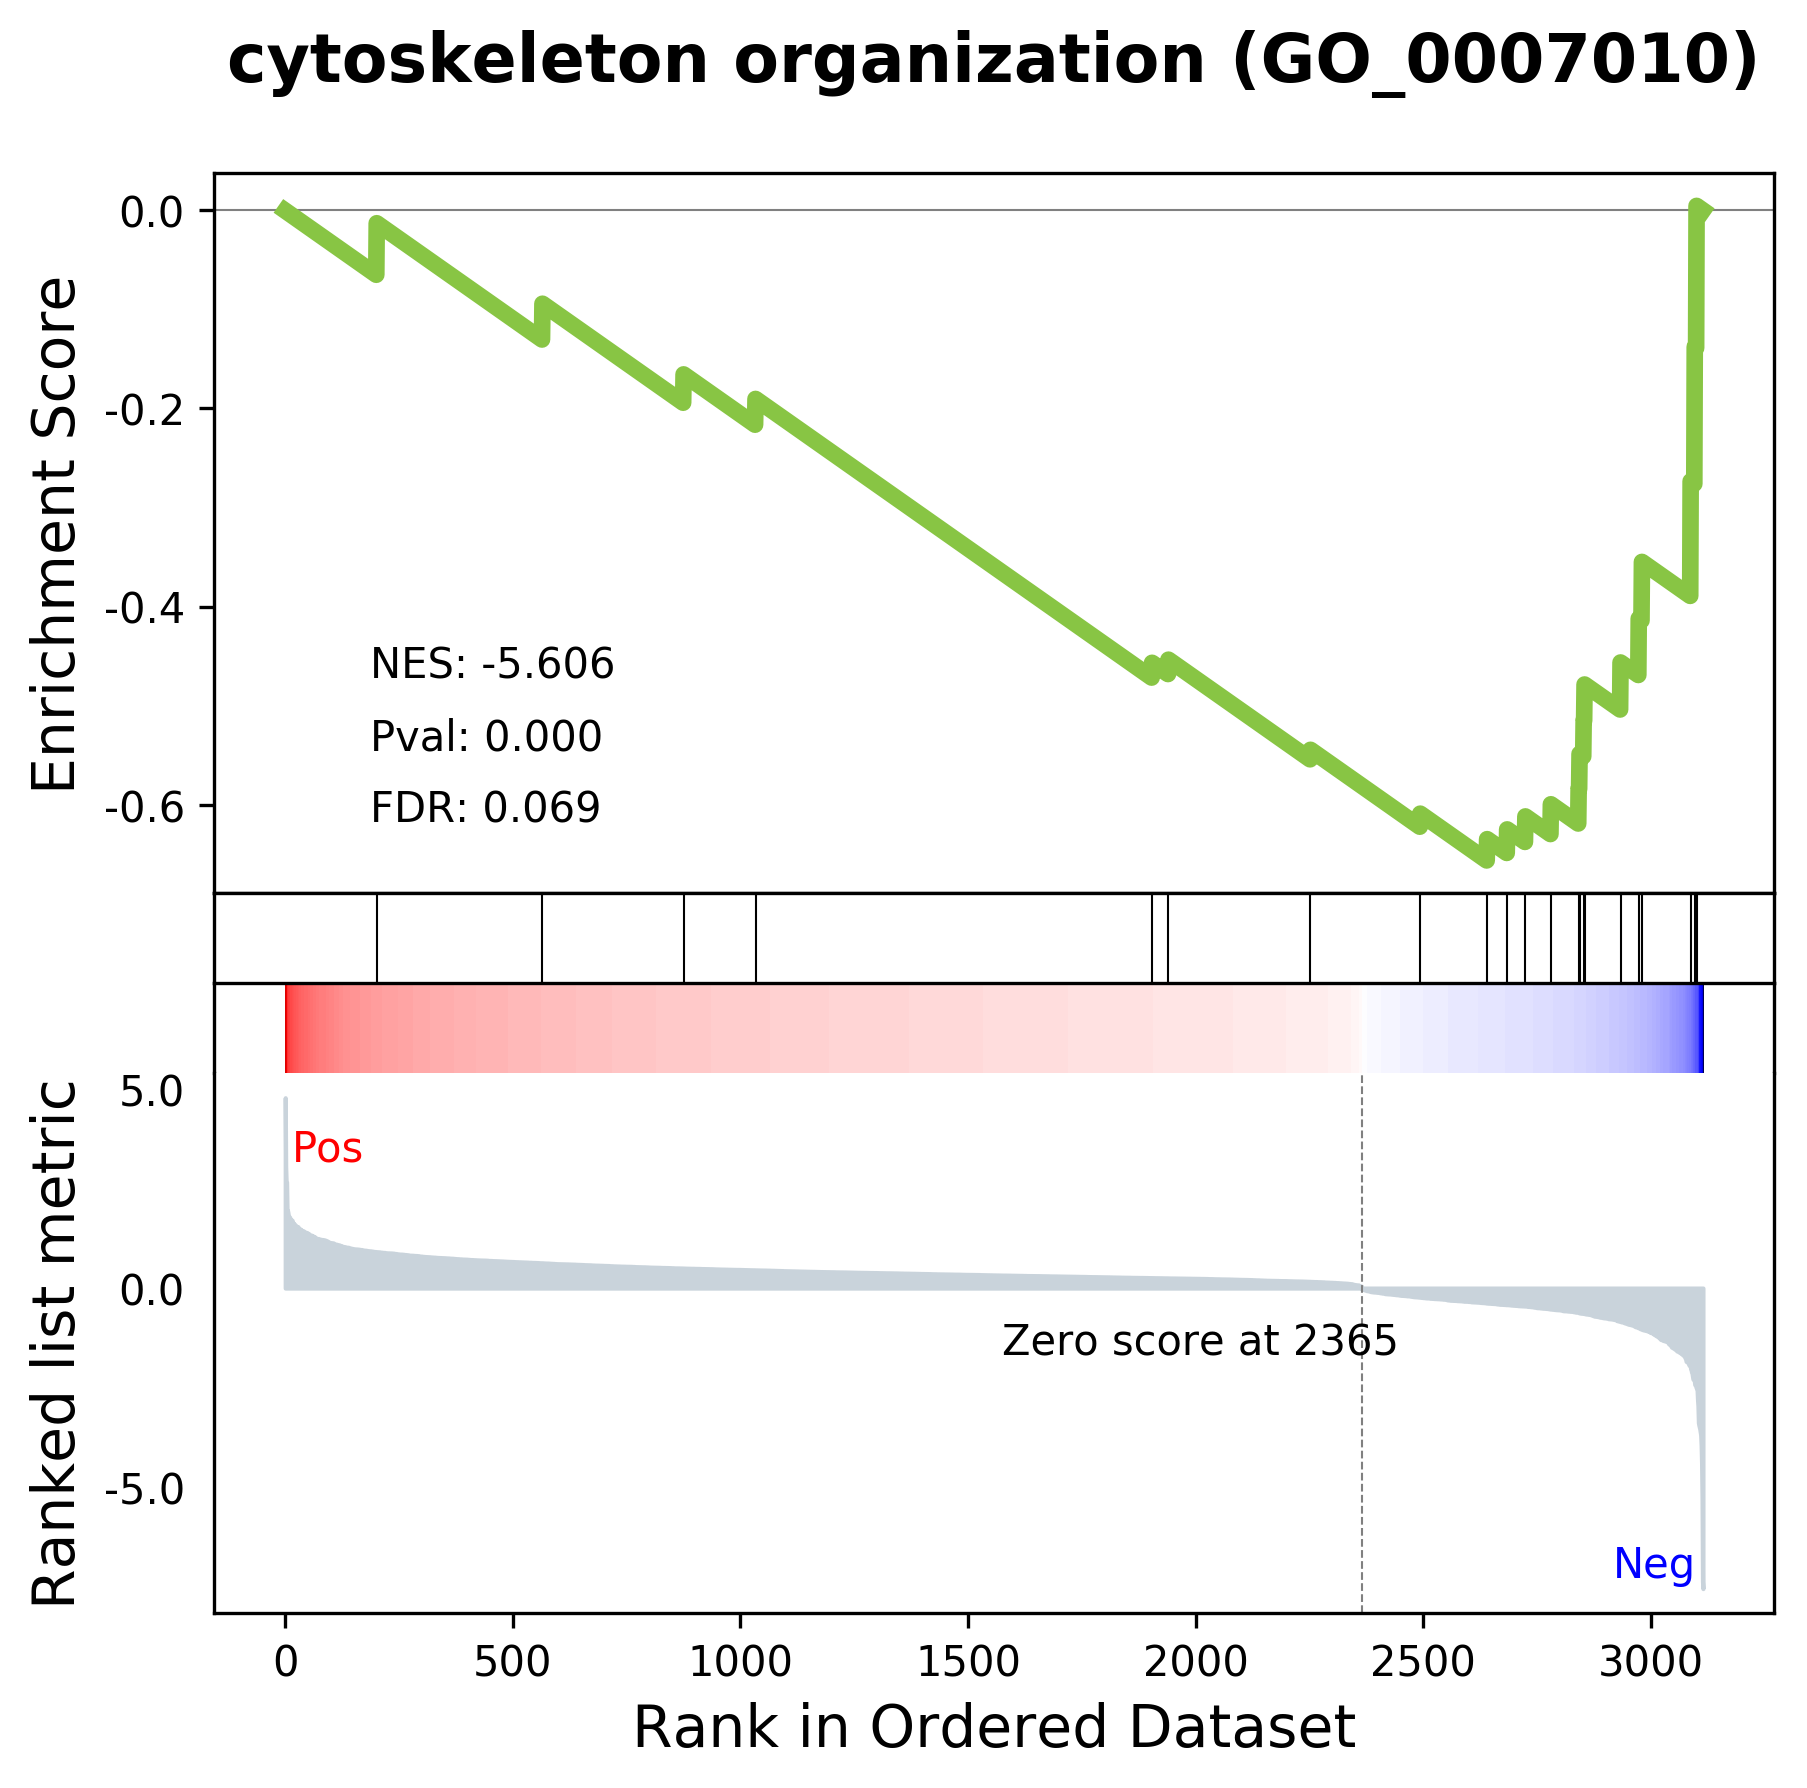 cytoskeleton organization (GO_0007010)
Enrichment Score
0.0
-0.2
-0.4
-0.6
NES: -5.606
Pval: 0.000
FDR: 0.069
Ranked list metric
5.0
0.0
-5.0
Pos
Zero score at 2365
Neg
0 500 1000 1500 2000 2500 3000
Rank in Ordered Dataset